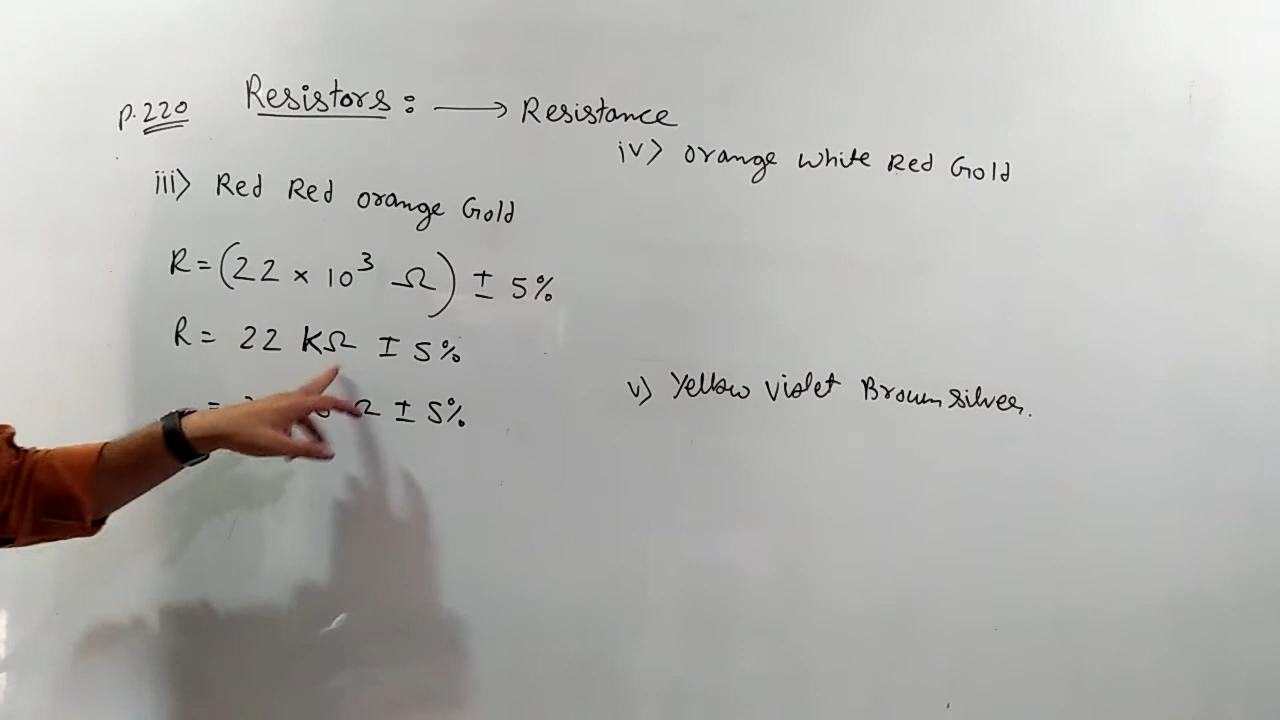 p.220 Resistors: → Resistance
iii) Red Red orange Gold
R = (22 × 10³ Ω) ± 5%
R = 22 KΩ ± 5%
= Ω ± 5%
iv) orange white Red Gold
v) Yellow Violet Brown silver.